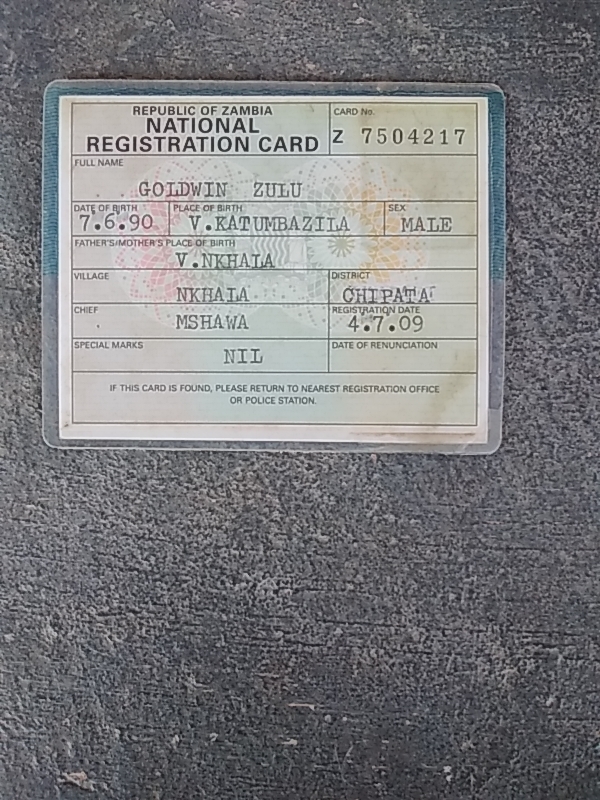 REPUBLIC OF ZAMBIA
NATIONAL
REGISTRATION CARD
CARD No.
Z 7504217
FULL NAME
GOLDWIN ZULU
DATE OF BIRTH PLACE OF BIRTH SEX
7.6.90 V.KATUMBAZILA MALE
FATHER'S/MOTHER'S PLACE OF BIRTH
V.NKHALA
VILLAGE DISTRICT
NKHALA CHIPATA
CHIEF REGISTRATION DATE
MSHAWA 4.7.09
SPECIAL MARKS DATE OF RENUNCIATION
NIL
IF THIS CARD IS FOUND, PLEASE RETURN TO NEAREST REGISTRATION OFFICE
OR POLICE STATION.